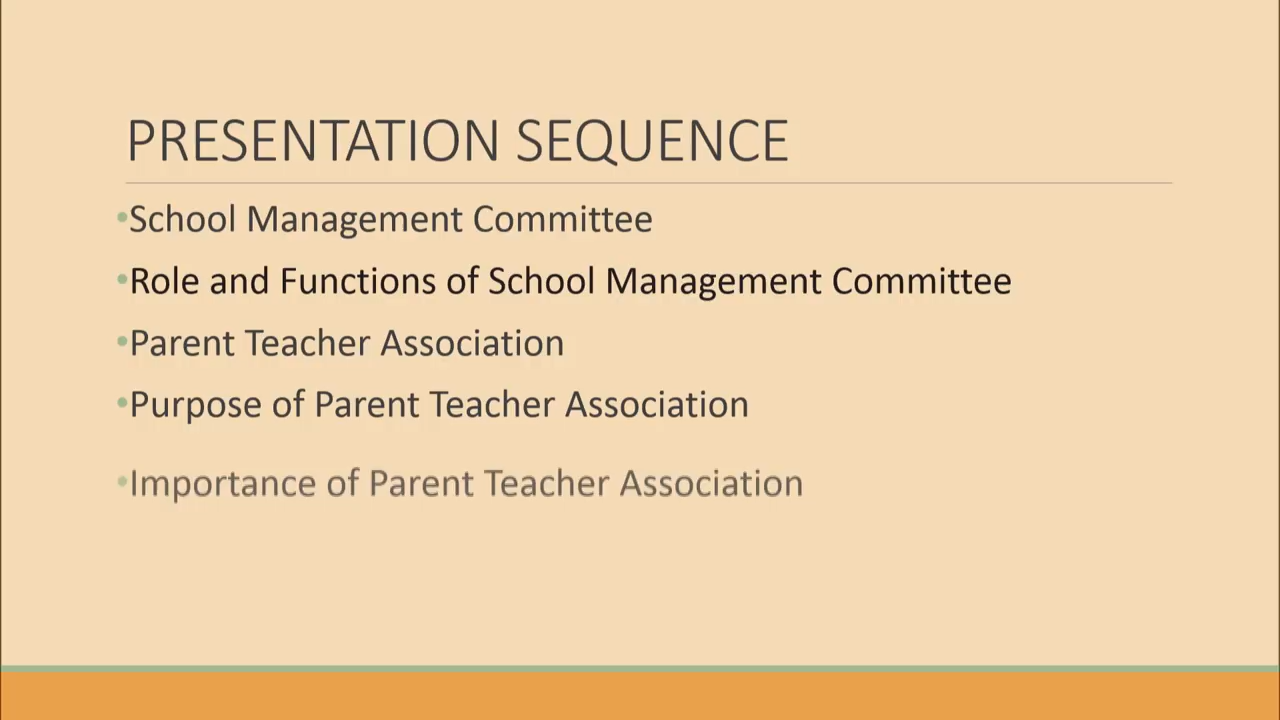 PRESENTATION SEQUENCE
•School Management Committee
•Role and Functions of School Management Committee
•Parent Teacher Association
•Purpose of Parent Teacher Association
•Importance of Parent Teacher Association